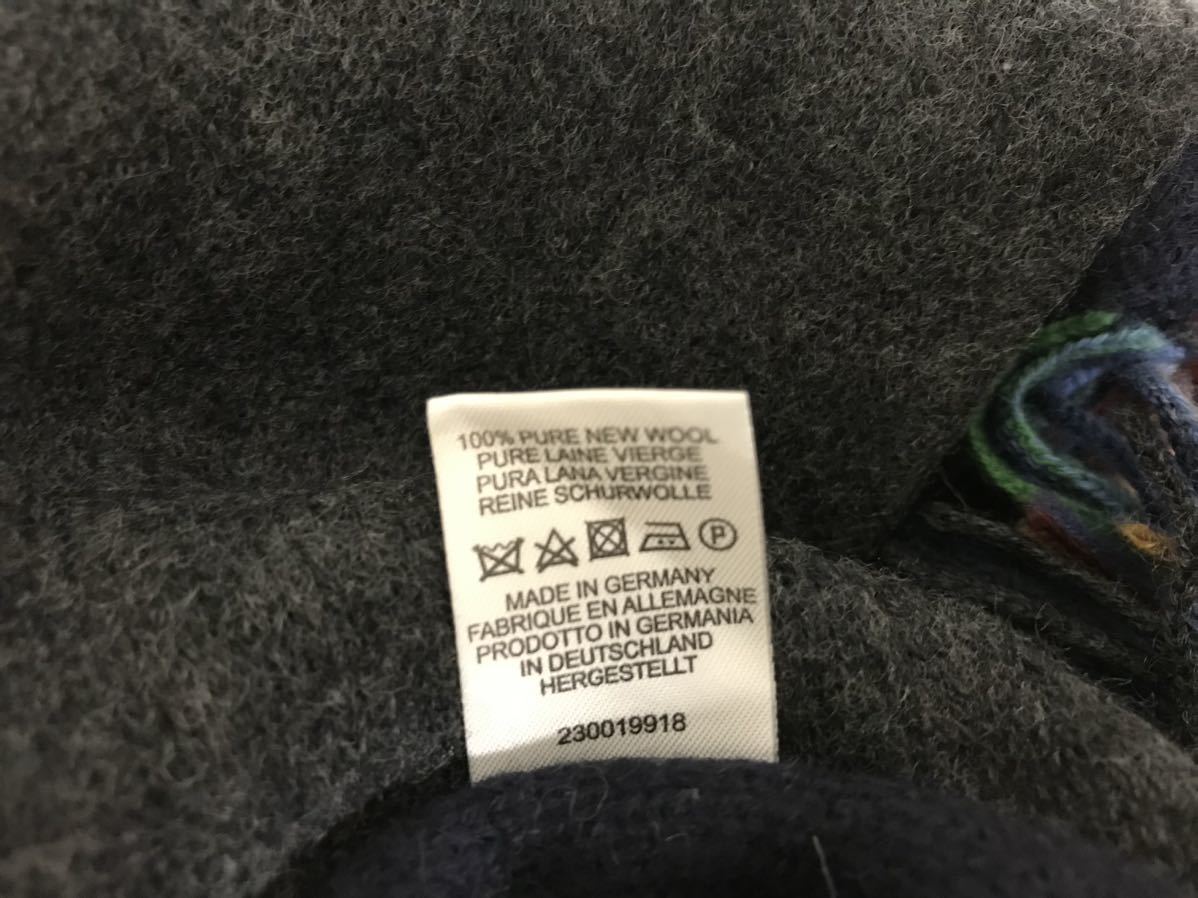 100% PURE NEW WOOL
PURE LAINE VIERGE
PURA LANA VERGINE
REINE SCHURWOLLE
P
MADE IN GERMANY
FABRIQUE EN ALLEMAGNE
PRODOTTO IN GERMANIA
IN DEUTSCHLAND
HERGESTELLT
230019918